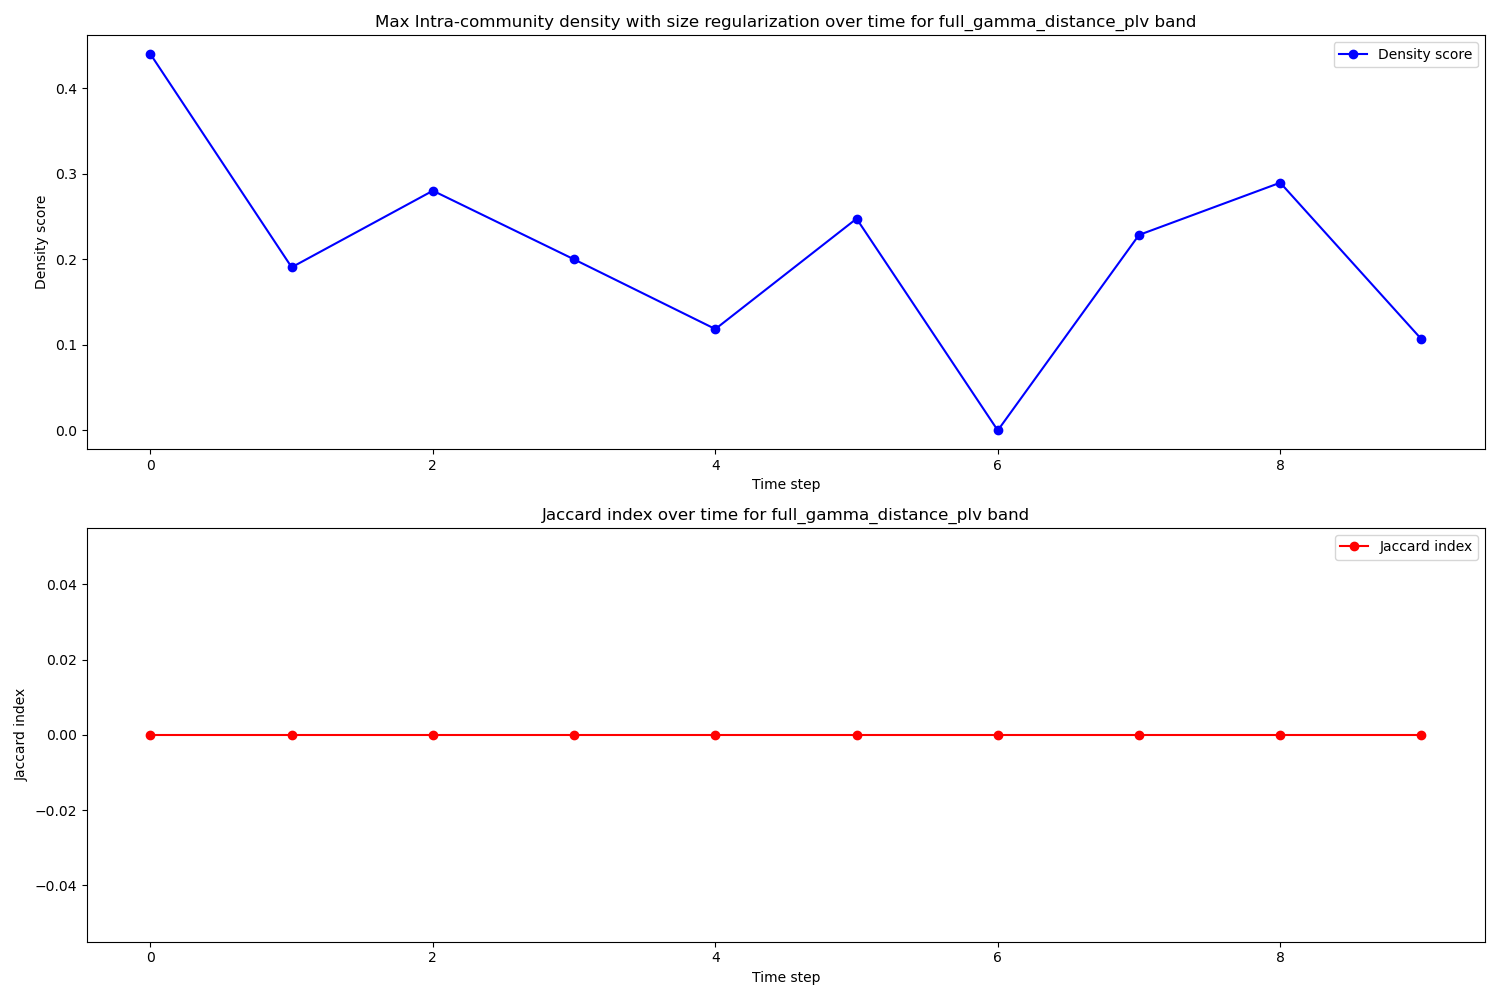 Max Intra-community density with size regularization over time for full_gamma_distance_plv band
Density score
0.4
0.3
0.2
0.1
0.0
Density score
0 2 4 6 8
Time step
Jaccard index over time for full_gamma_distance_plv band
Jaccard index
0.04
0.02
0.00
−0.02
−0.04
Jaccard index
0 2 4 6 8
Time step